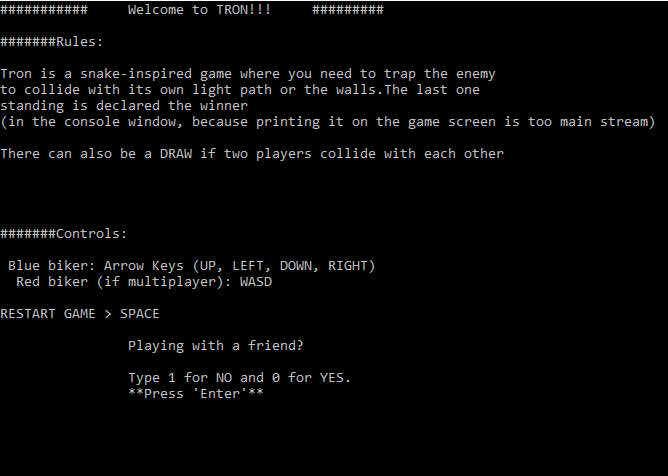 ########### Welcome to TRON!!! #########
#######Rules:
Tron is a snake-inspired game where you need to trap the enemy
to collide with its own light path or the walls.The last one
standing is declared the winner
(in the console window, because printing it on the game screen is too main stream)
There can also be a DRAW if two players collide with each other
#######Controls:
Blue biker: Arrow Keys (UP, LEFT, DOWN, RIGHT)
Red biker (if multiplayer): WASD
RESTART GAME > SPACE
Playing with a friend?
Type 1 for NO and 0 for YES.
**Press 'Enter'**